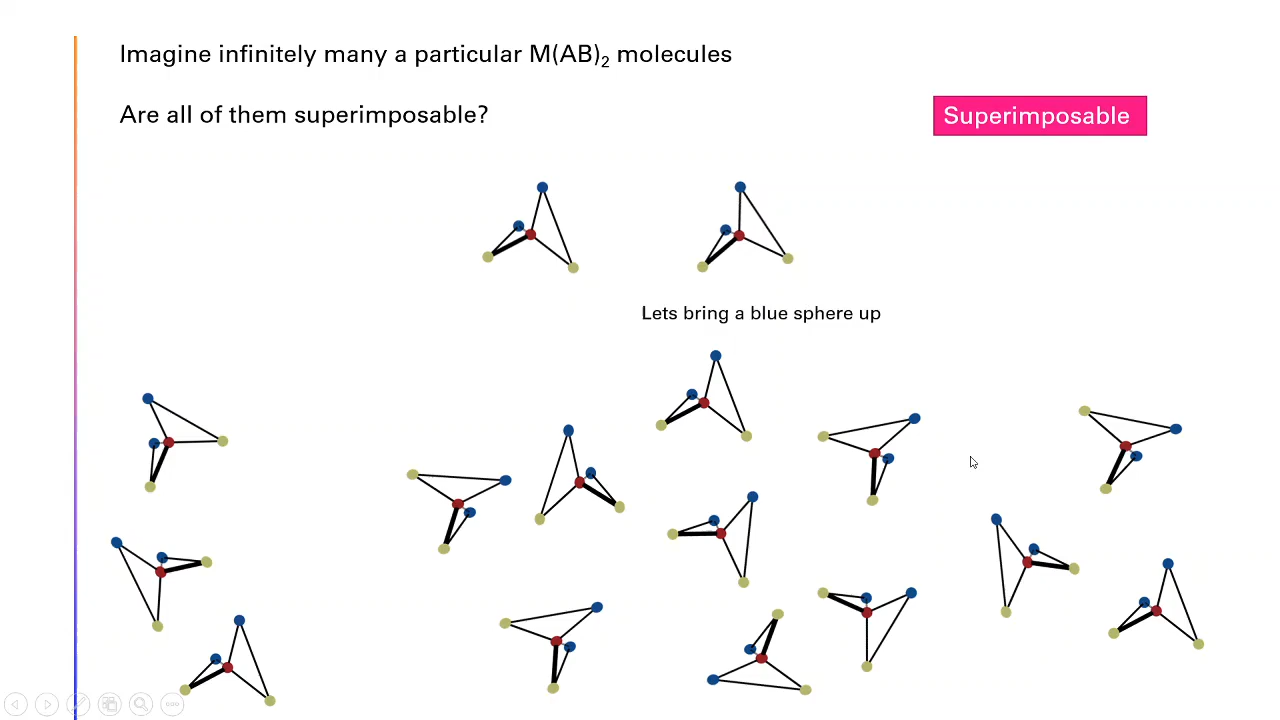 Imagine infinitely many a particular M(AB)₂ molecules
Are all of them superimposable?
Superimposable
Lets bring a blue sphere up